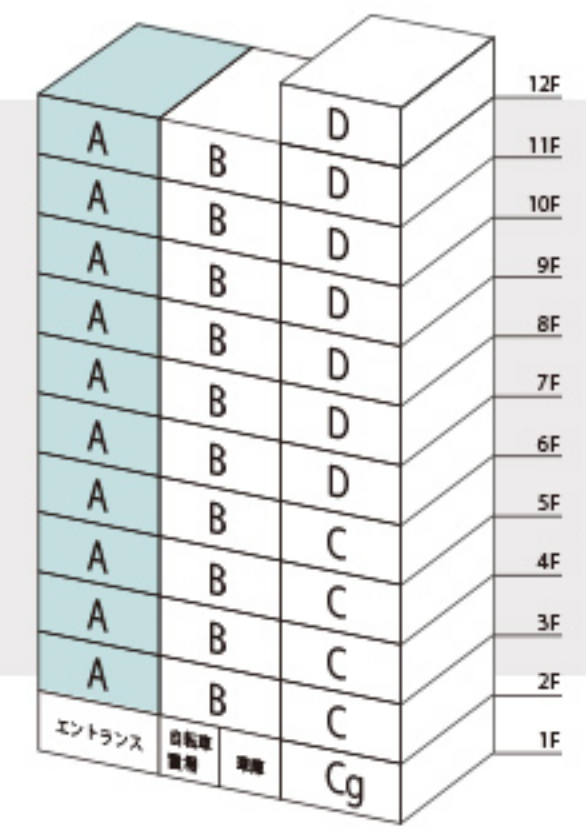 D 12F
A B D 11F
A B D 10F
A B D 9F
A B D 8F
A B D 7F
A B D 6F
A B C 5F
A B C 4F
A B C 3F
A B C 2F
エントランス
自転車
置場
Cg 1F